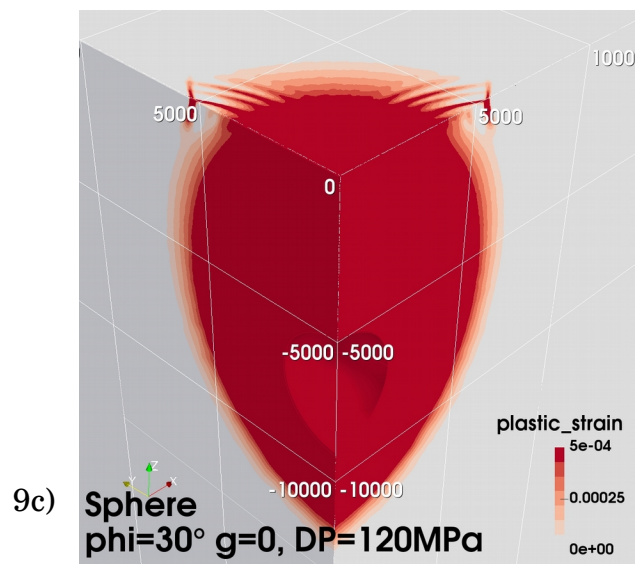 1000
5000
5000
0
-5000 -5000
plastic_strain
5e-04
0.00025
0e+00
Z
Y
X
-10000 -10000
9c)
Sphere
phi=30° g=0, DP=120MPa